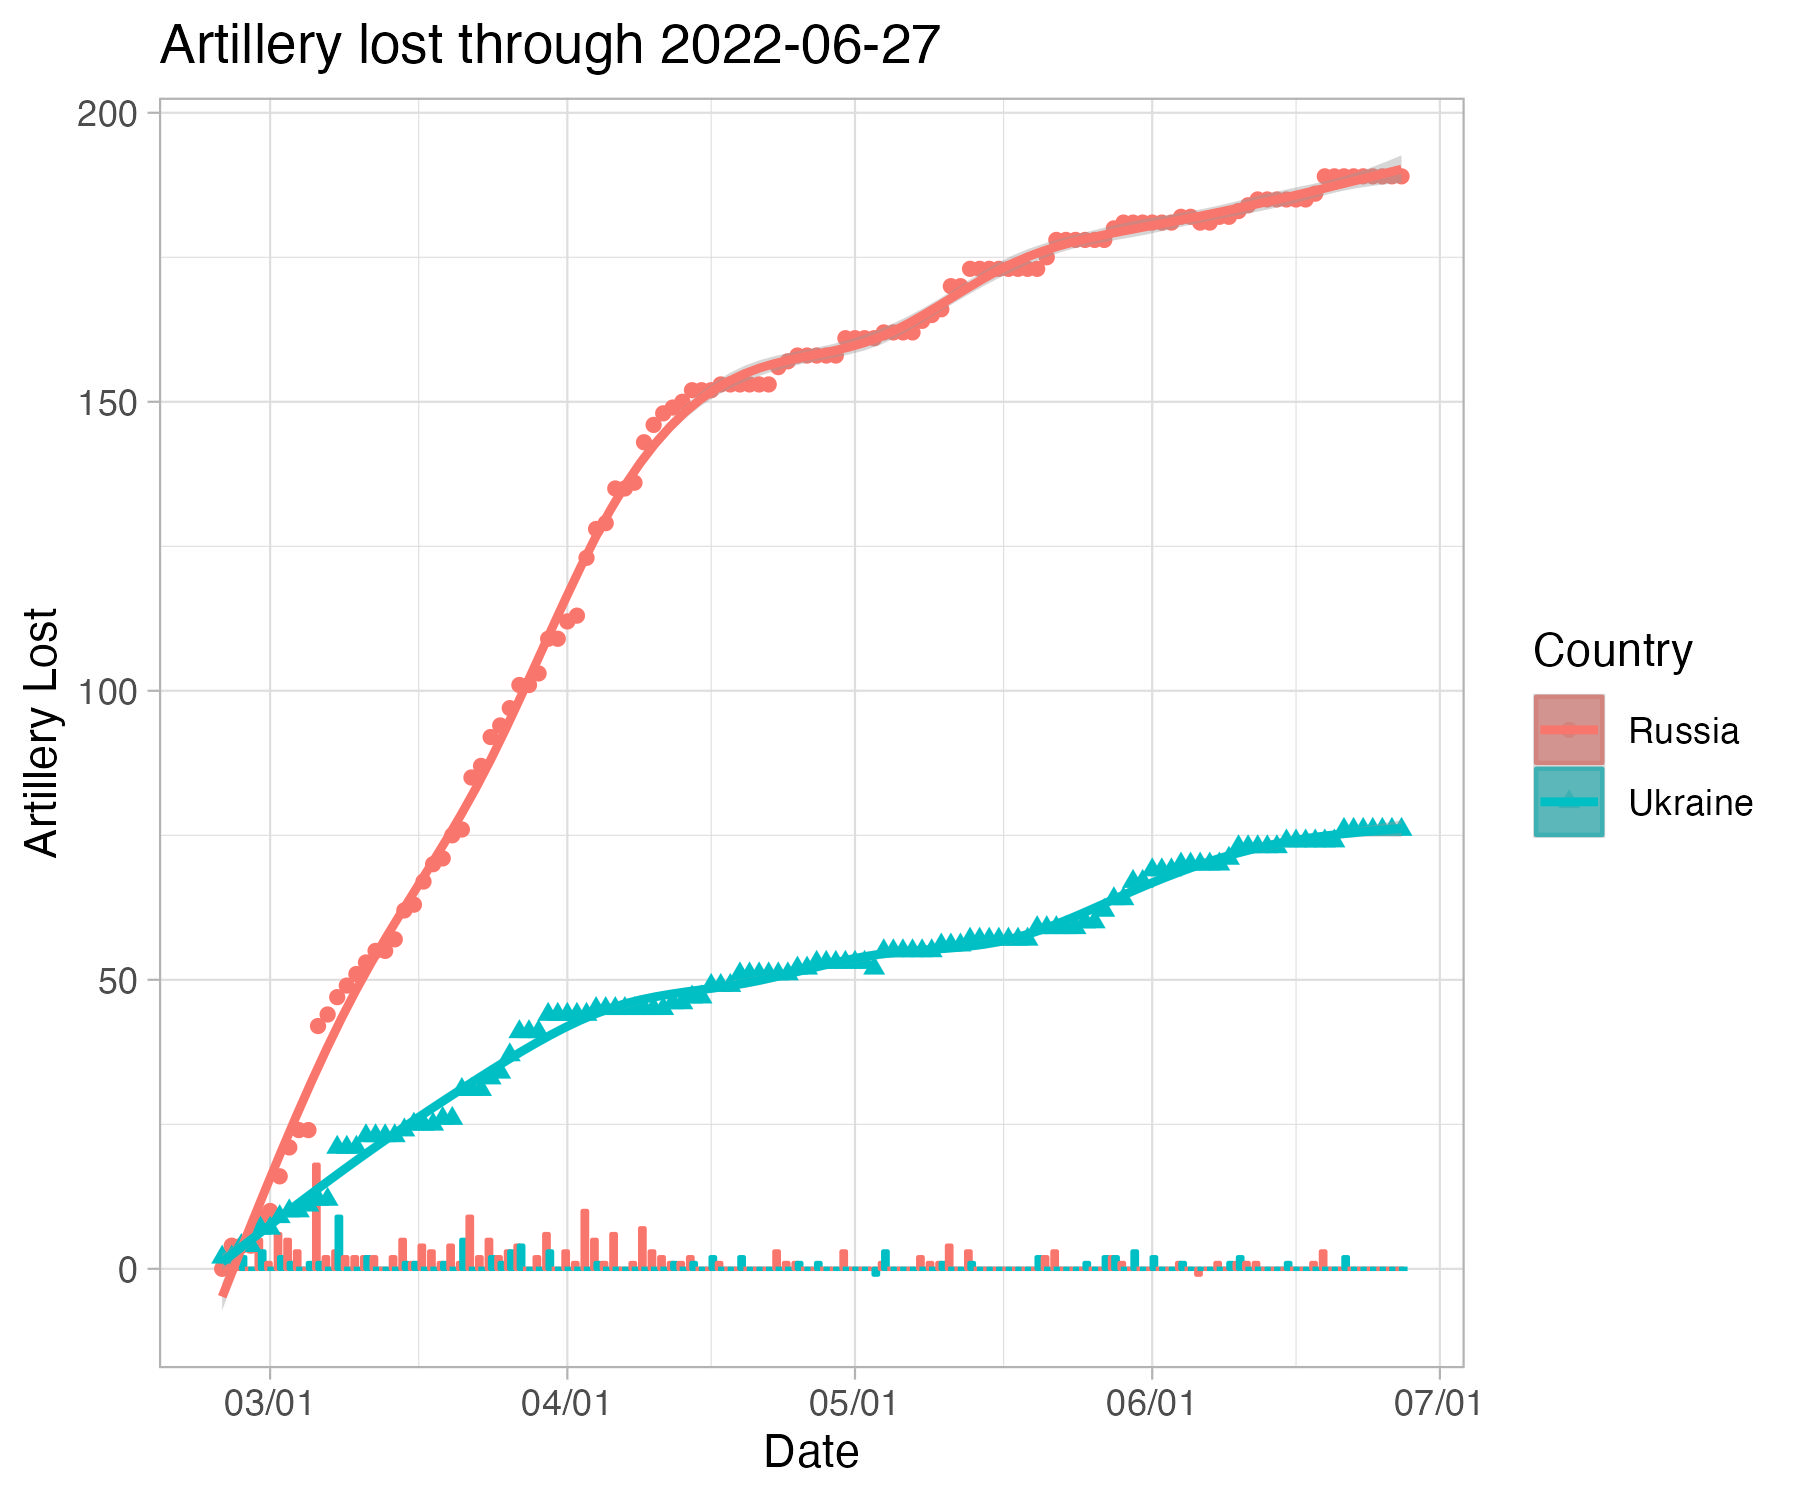 Artillery lost through 2022-06-27
200
150
100
50
0
Artillery Lost
03/01 04/01 05/01 06/01 07/01
Date
Country
Russia
Ukraine